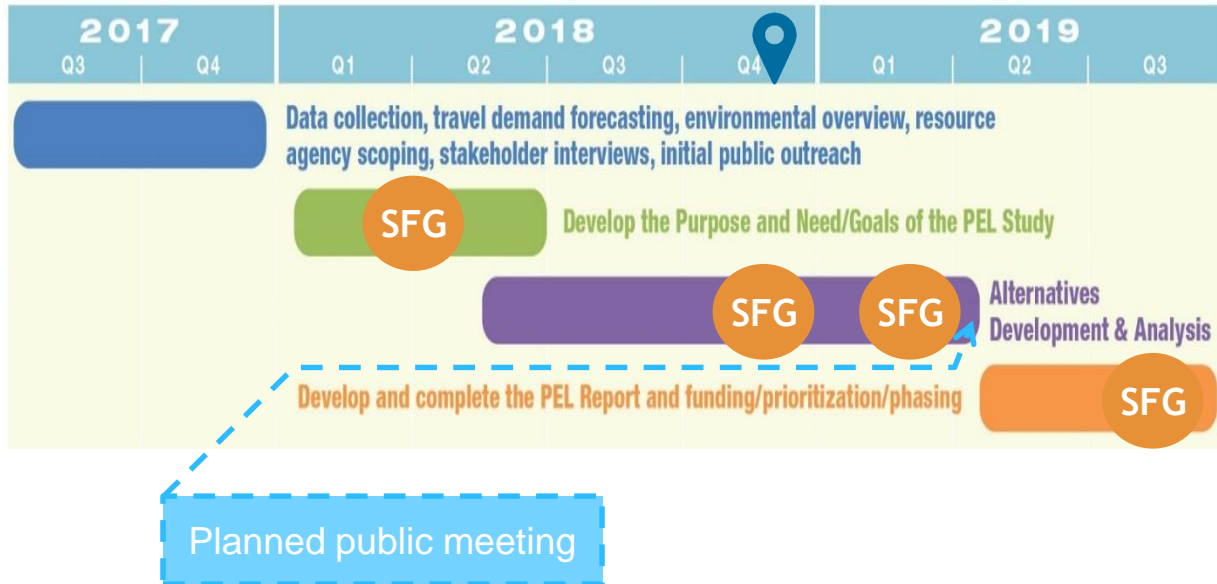 2017 2018 2019
Q3 Q4 Q1 Q2 Q3 Q4 Q1 Q2 Q3
Data collection, travel demand forecasting, environmental overview, resource
agency scoping, stakeholder interviews, initial public outreach
SFG
Develop the Purpose and Need/Goals of the PEL Study
SFG
SFG
Alternatives
Development & Analysis
Develop and complete the PEL Report and funding/prioritization/phasing
SFG
Planned public meeting